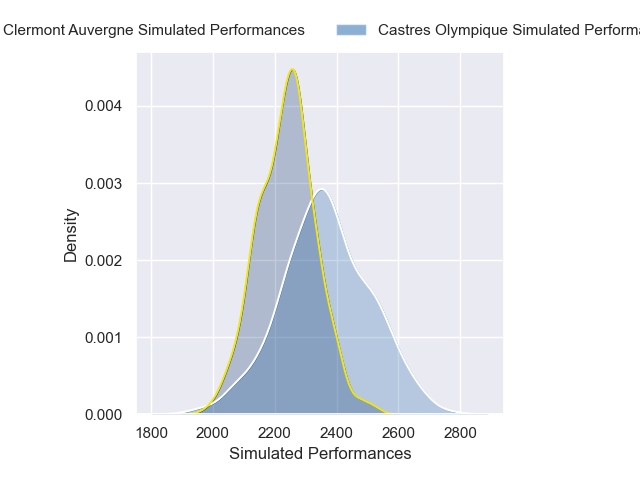 Clermont Auvergne Simulated Performances
Castres Olympique Simulated Performa
0.004
0.003
0.002
0.001
0.000
Density
1800 2000 2200 2400 2600 2800
Simulated Performances